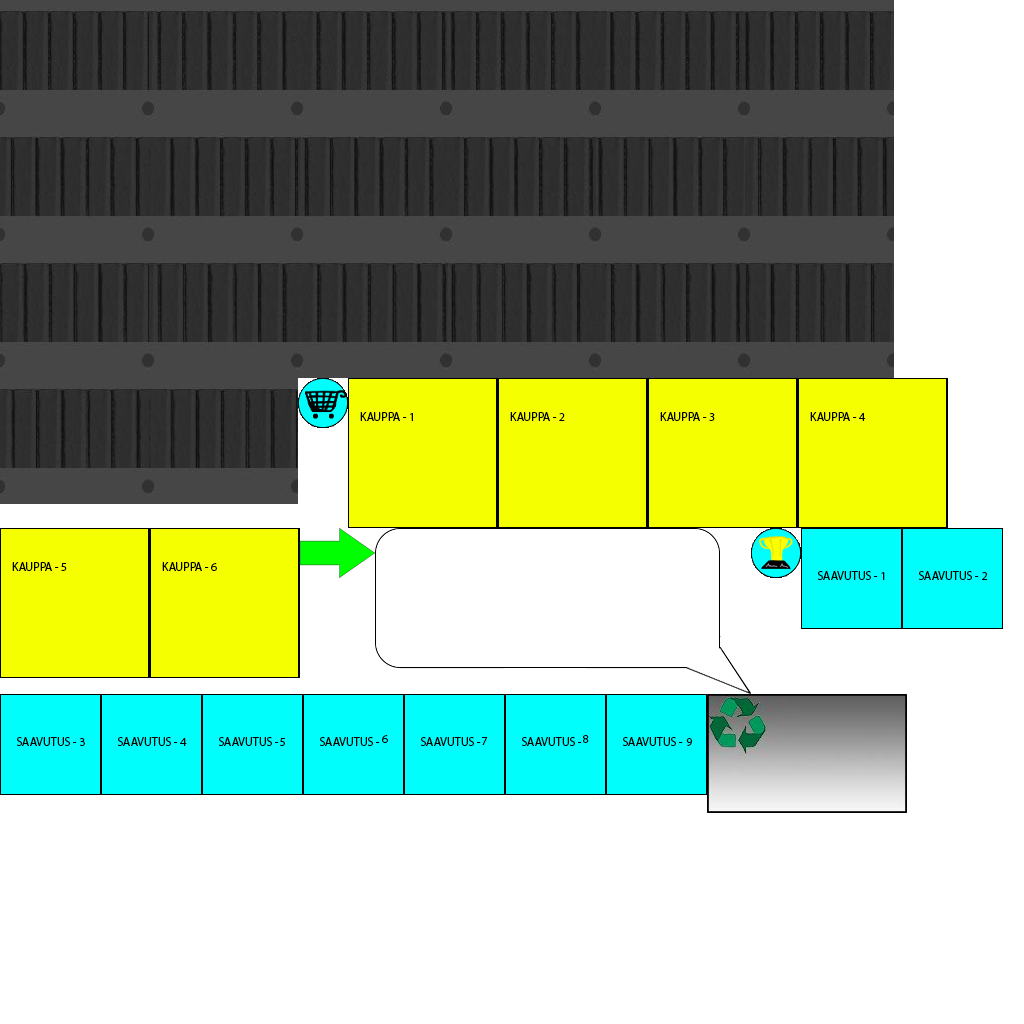 KAUPPA - 1
KAUPPA - 2
KAUPPA - 3
KAUPPA - 4
KAUPPA - 5
KAUPPA - 6
SAAVUTUS - 1
SAAVUTUS - 2
SAAVUTUS - 3
SAAVUTUS - 4
SAAVUTUS - 5
SAAVUTUS - 6
SAAVUTUS - 7
SAAVUTUS - 8
SAAVUTUS - 9